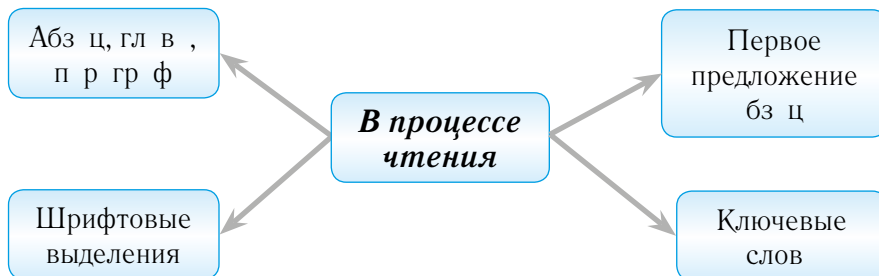 Абз ц, гл в ,
п р гр ф
Первое
предложение
бз ц
В процессе
чтения
Шрифтовые
выделения
Ключевые
слов